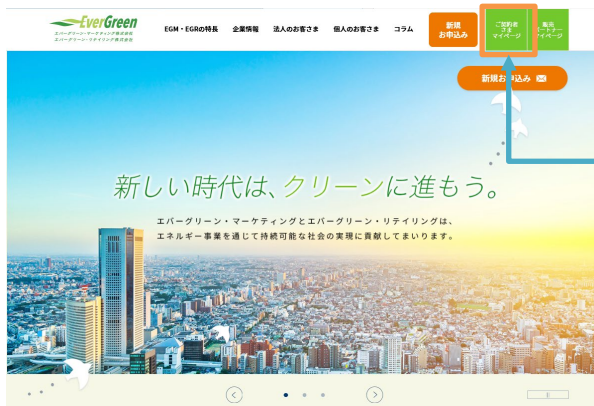 EverGreen
エバーグリーン・マーケティング株式会社
エバーグリーン・リテイリング株式会社
EGM・EGRの特長 企業情報 法人のお客さま 個人のお客さま コラム
新規
お申込み
ご契約者
さま
マイページ
販売
パートナー
マイページ
新規お申込み
新しい時代は、クリーンに進もう。
エバーグリーン・マーケティングとエバーグリーン・リテイリングは、
エネルギー事業を通じて持続可能な社会の実現に貢献してまいります。